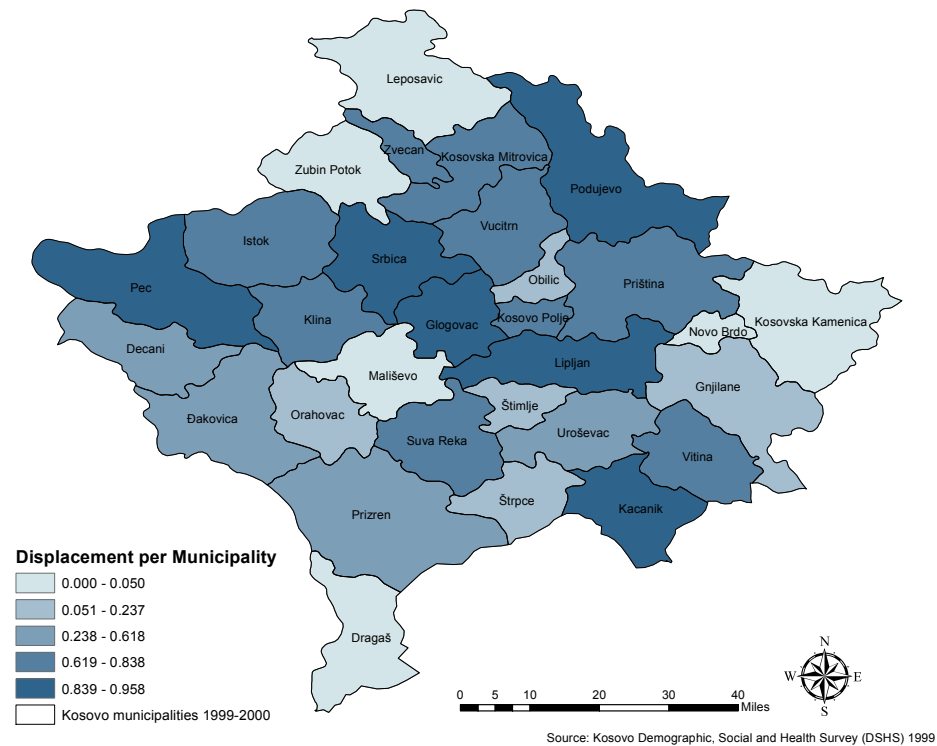 Leposavic
Zvecan
Kosovska Mitrovica
Zubin Potok
Podujevo
Vucitrn
Istok
Srbica
Obilic
Priština
Pec
Klina
Glogovac
Kosovo Polje
Novo Brdo
Kosovska Kamenica
Decani
Lipljan
Mališevo
Gnjilane
Štimlje
Orahovac
Đakovica
Suva Reka
Uroševac
Vitina
Štrpce
Kacanik
Prizren
Dragaš
Displacement per Municipality
0.000 - 0.050
0.051 - 0.237
0.238 - 0.618
0.619 - 0.838
0.839 - 0.958
Kosovo municipalities 1999-2000
N
W E
S
0 5 10 20 30 40
Miles
Source: Kosovo Demographic, Social and Health Survey (DSHS) 1999